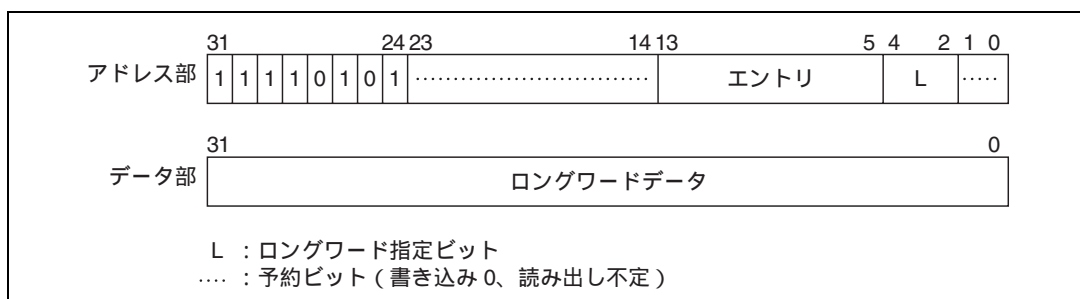 31 24 23 14 13 5 4 2 1 0
アドレス部 1 1 1 1 0 1 0 1 ‥‥‥‥‥‥‥‥‥‥ エントリ L ‥‥
31 0
データ部 ロングワードデータ
L ：ロングワード指定ビット
‥‥ ：予約ビット（書き込み 0、読み出し不定）